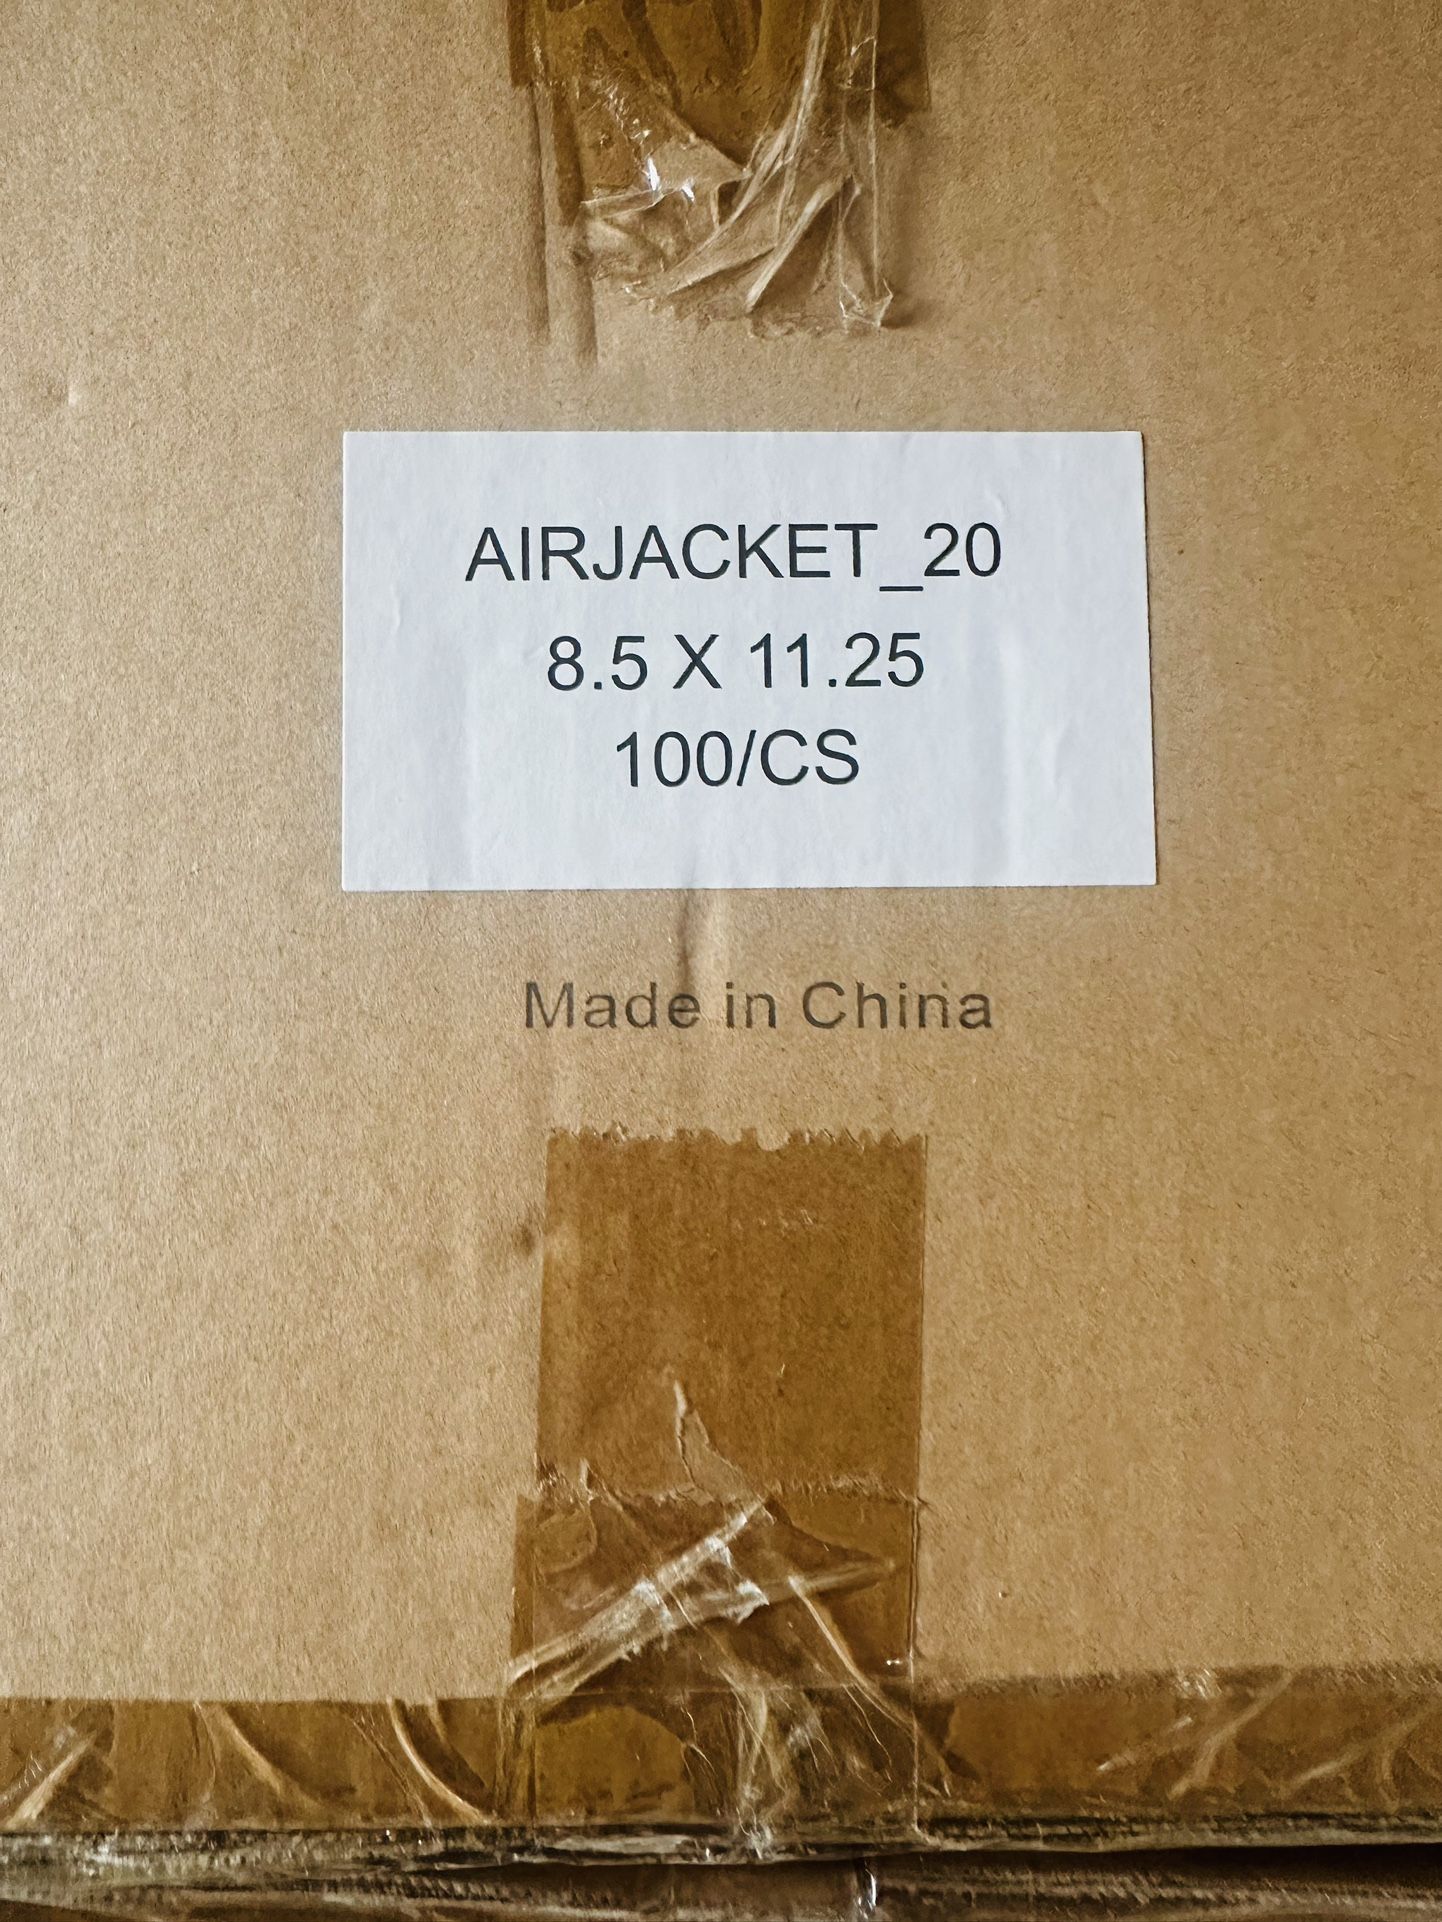 AIRJACKET_20
8.5 X 11.25
100/CS
Made in China